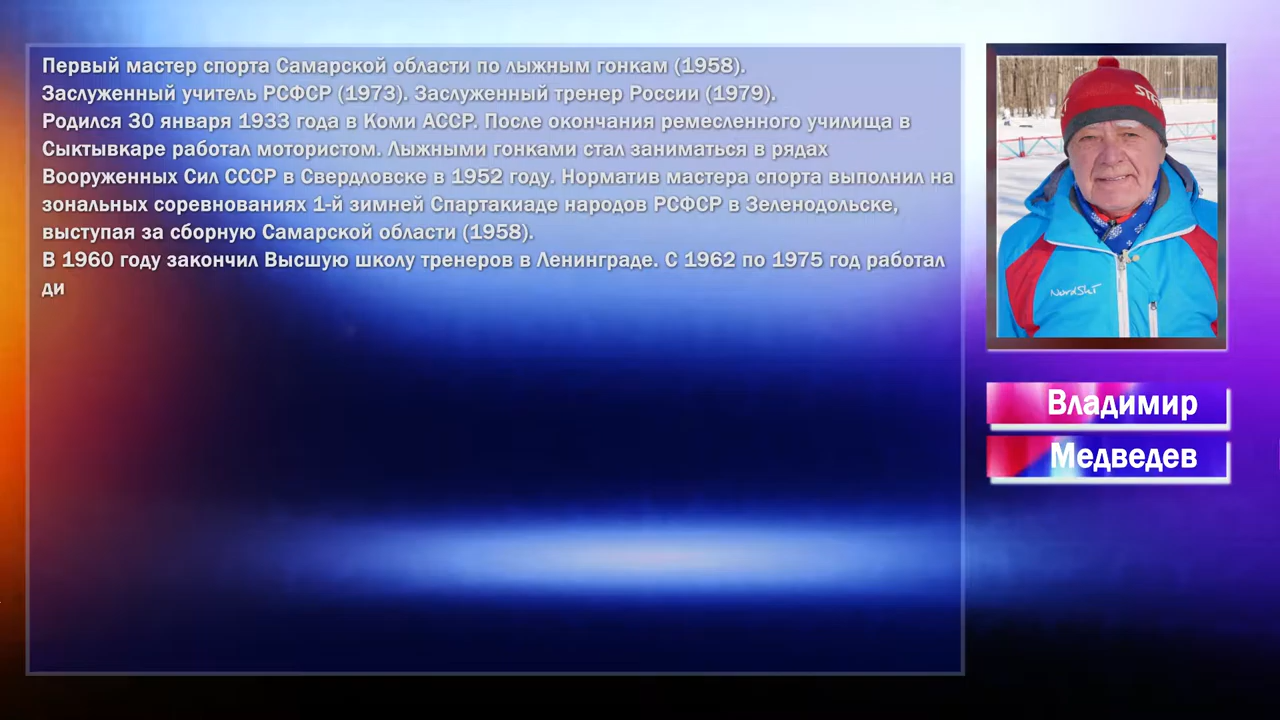 Первый мастер спорта Самарской области по лыжным гонкам (1958).
Заслуженный учитель РСФСР (1973). Заслуженный тренер России (1979).
Родился 30 января 1933 года в Коми АССР. После окончания ремесленного училища в
Сыктывкаре работал мотористом. Лыжными гонками стал заниматься в рядах
Вооруженных Сил СССР в Свердловске в 1952 году. Норматив мастера спорта выполнил на
зональных соревнованиях 1-й зимней Спартакиаде народов РСФСР в Зеленодольске,
выступая за сборную Самарской области (1958).
В 1960 году закончил Высшую школу тренеров в Ленинграде. С 1962 по 1975 год работал
ди
NordSkI
Владимир
Медведев